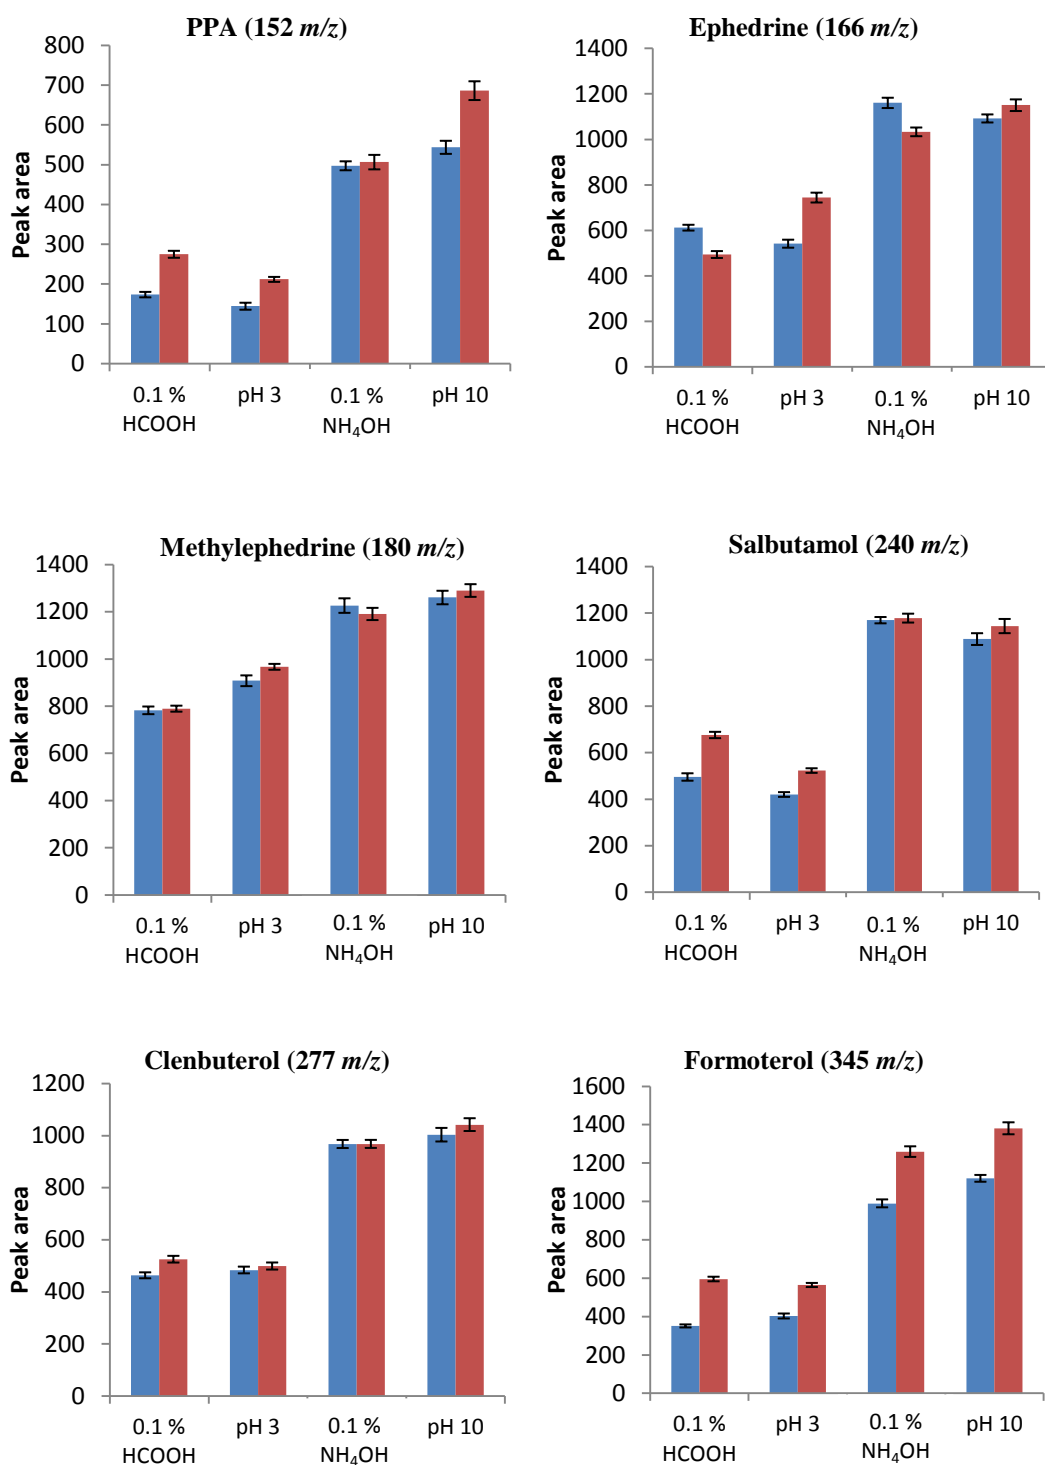 PPA (152 m/z)
800
700
600
500
400
300
200
100
0
Peak area
0.1 %
HCOOH
pH 3
0.1 %
NH₄OH
pH 10
Ephedrine (166 m/z)
1400
1200
1000
800
600
400
200
0
Peak area
0.1 %
HCOOH
pH 3
0.1 %
NH₄OH
pH 10
Methylephedrine (180 m/z)
1400
1200
1000
800
600
400
200
0
Peak area
0.1 %
HCOOH
pH 3
0.1 %
NH₄OH
pH 10
Salbutamol (240 m/z)
1400
1200
1000
800
600
400
200
0
Peak area
0.1 %
HCOOH
pH 3
0.1 %
NH₄OH
pH 10
Clenbuterol (277 m/z)
1200
1000
800
600
400
200
0
Peak area
0.1 %
HCOOH
pH 3
0.1 %
NH₄OH
pH 10
Formoterol (345 m/z)
1600
1400
1200
1000
800
600
400
200
0
Peak area
0.1 %
HCOOH
pH 3
0.1 %
NH₄OH
pH 10